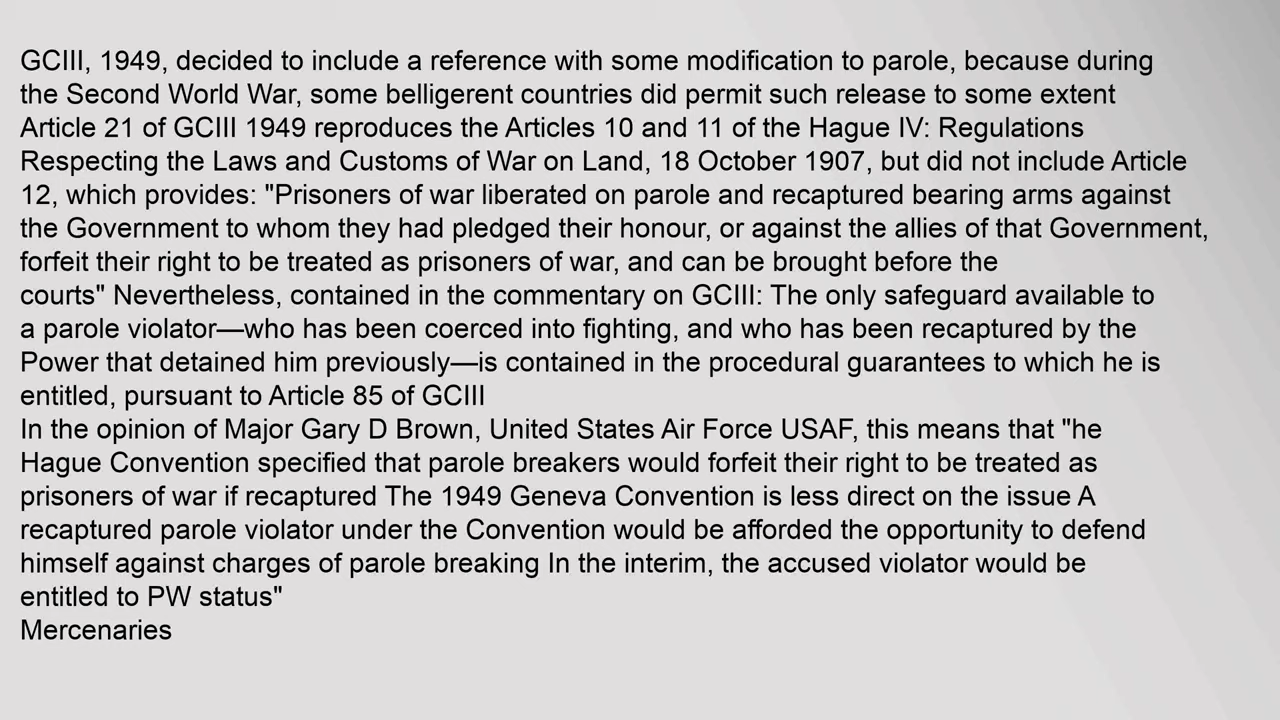 GCIII, 1949, decided to include a reference with some modification to parole, because during
the Second World War, some belligerent countries did permit such release to some extent
Article 21 of GCIII 1949 reproduces the Articles 10 and 11 of the Hague IV: Regulations
Respecting the Laws and Customs of War on Land, 18 October 1907, but did not include Article
12, which provides: "Prisoners of war liberated on parole and recaptured bearing arms against
the Government to whom they had pledged their honour, or against the allies of that Government,
forfeit their right to be treated as prisoners of war, and can be brought before the
courts" Nevertheless, contained in the commentary on GCIII: The only safeguard available to
a parole violator—who has been coerced into fighting, and who has been recaptured by the
Power that detained him previously—is contained in the procedural guarantees to which he is
entitled, pursuant to Article 85 of GCIII
In the opinion of Major Gary D Brown, United States Air Force USAF, this means that "he
Hague Convention specified that parole breakers would forfeit their right to be treated as
prisoners of war if recaptured The 1949 Geneva Convention is less direct on the issue A
recaptured parole violator under the Convention would be afforded the opportunity to defend
himself against charges of parole breaking In the interim, the accused violator would be
entitled to PW status"
Mercenaries